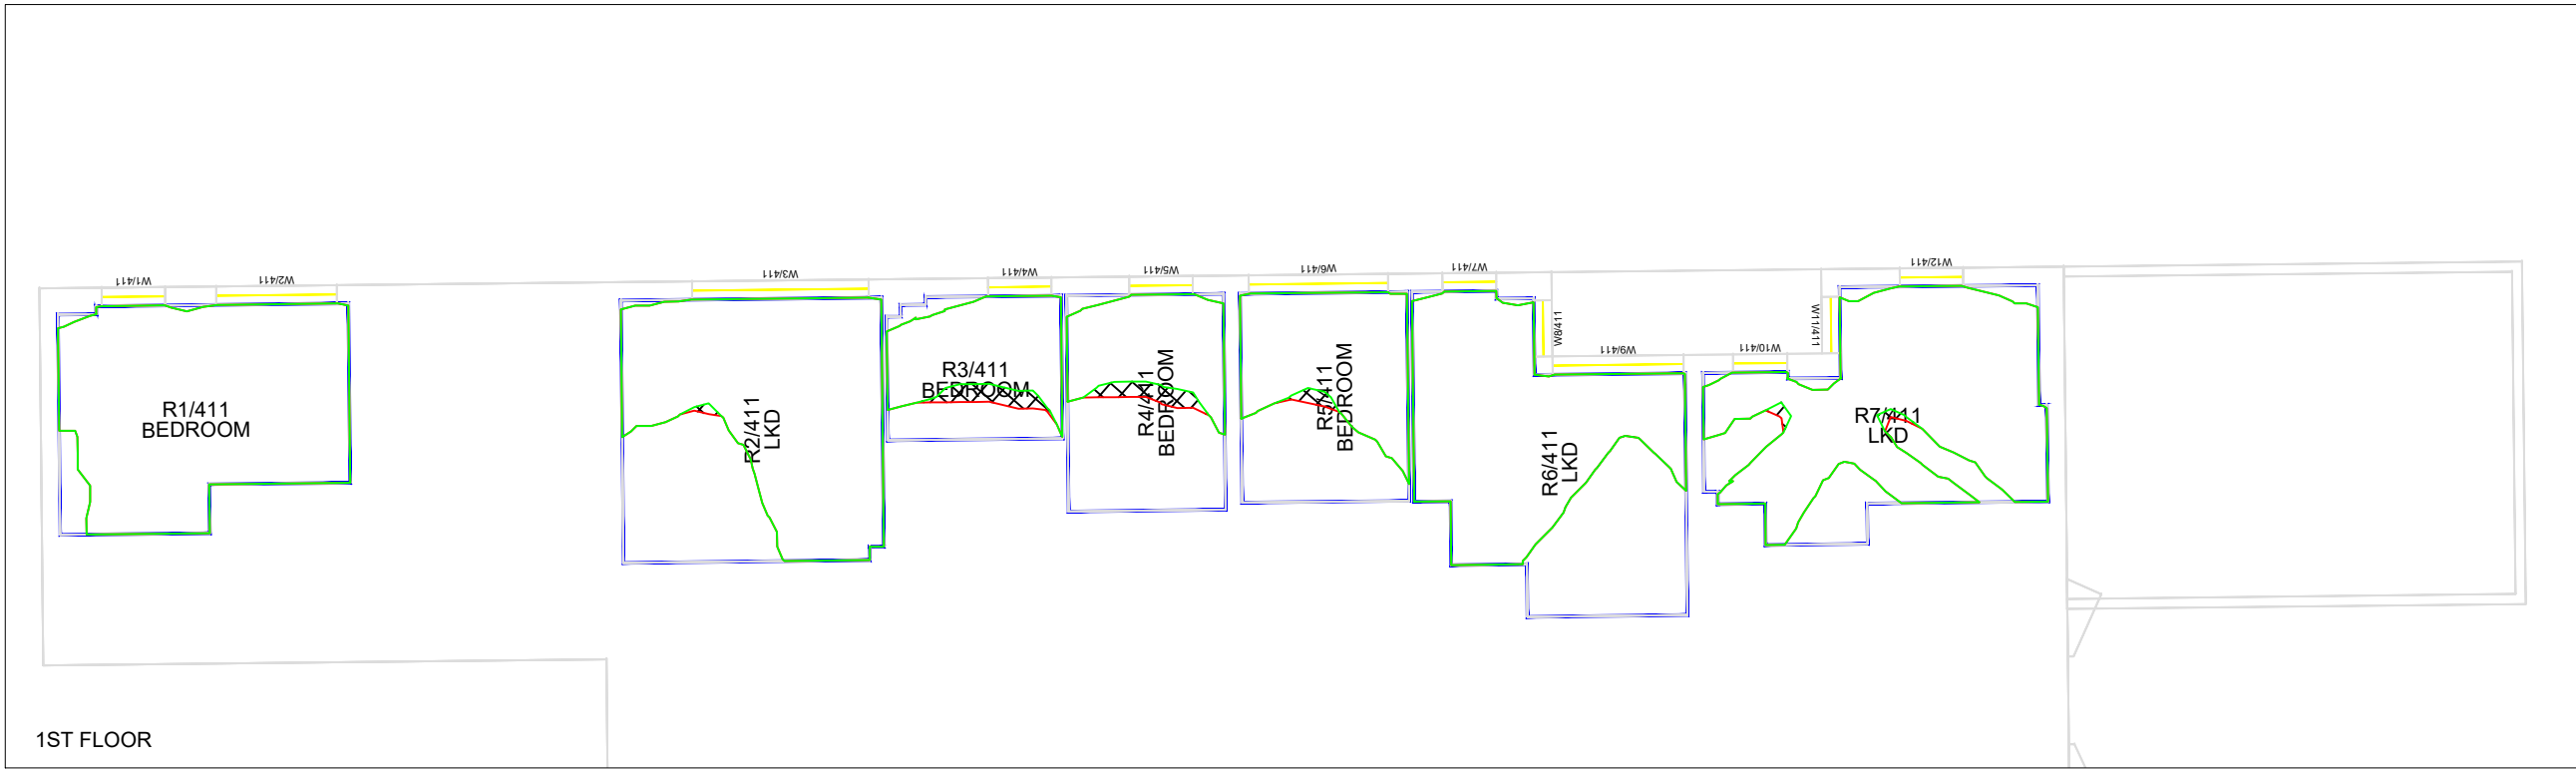 W1/411
W2/411
W3/411
W4/411
W5/411
W6/411
W7/411
W8/411
W9/411
W10/411
W11/411
W12/411
R1/411
BEDROOM
R2/411
LKD
R3/411
BEDROOM
R4/411
BEDROOM
R5/411
BEDROOM
R6/411
LKD
R7/411
LKD
1ST FLOOR